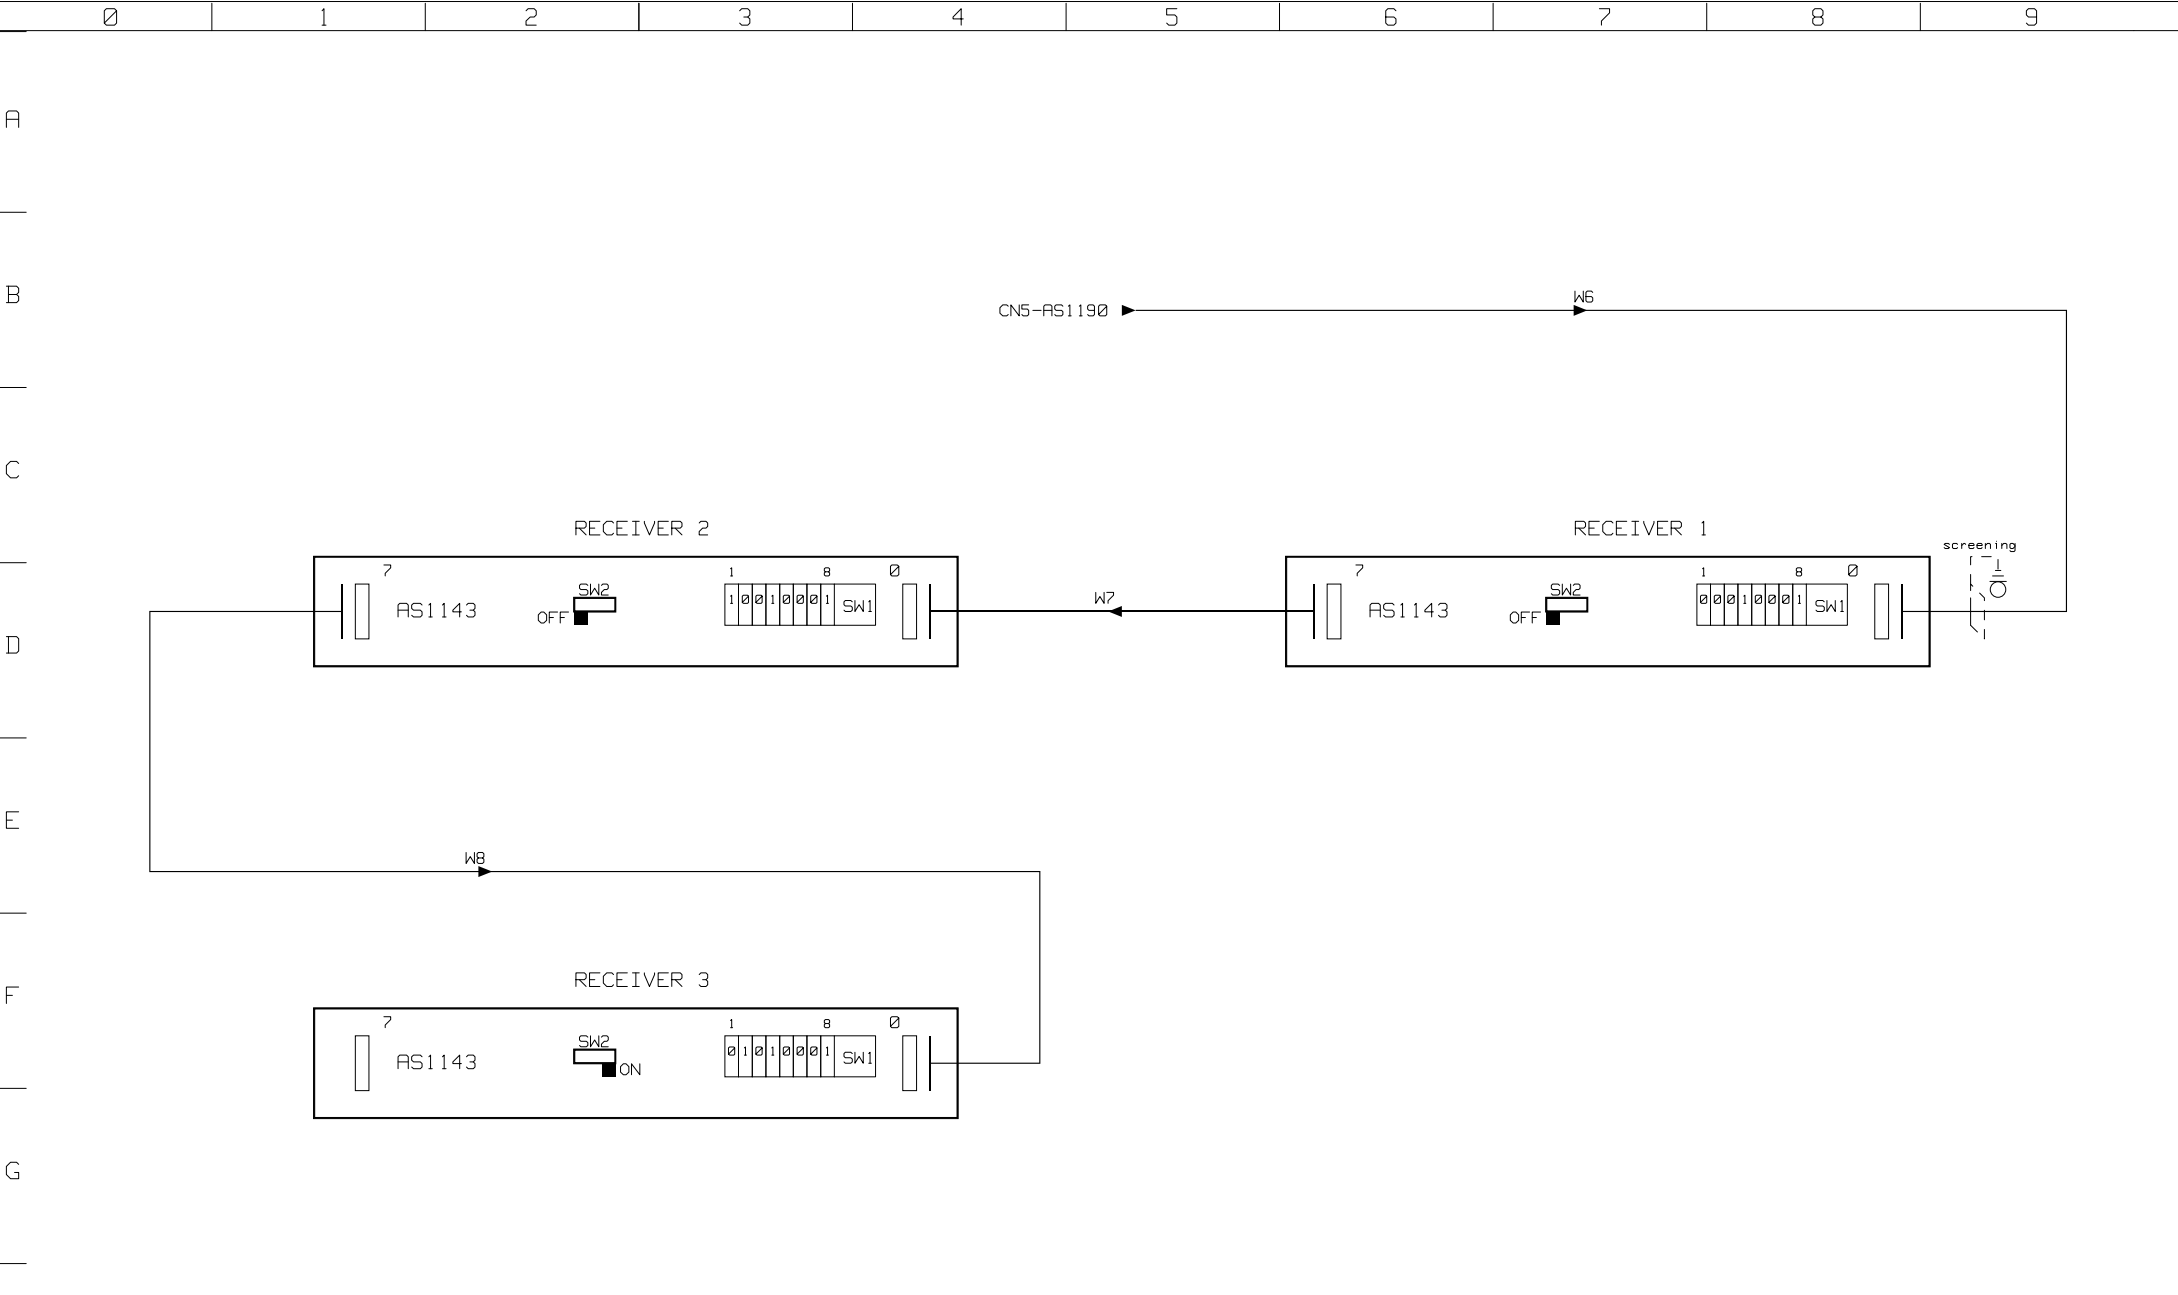 0 1 2 3 4 5 6 7 8 9
A
B
CN5-AS1190
W6
C
RECEIVER 2
7
AS1143
SW2
OFF
1 8
1 0 0 1 0 0 0 1 SW1
0
W7
RECEIVER 1
7
AS1143
SW2
OFF
1 8
0 0 0 1 0 0 0 1 SW1
0
screening
D
E
W8
F
RECEIVER 3
7
AS1143
SW2
ON
1 8
0 1 0 1 0 0 0 1 SW1
0
G